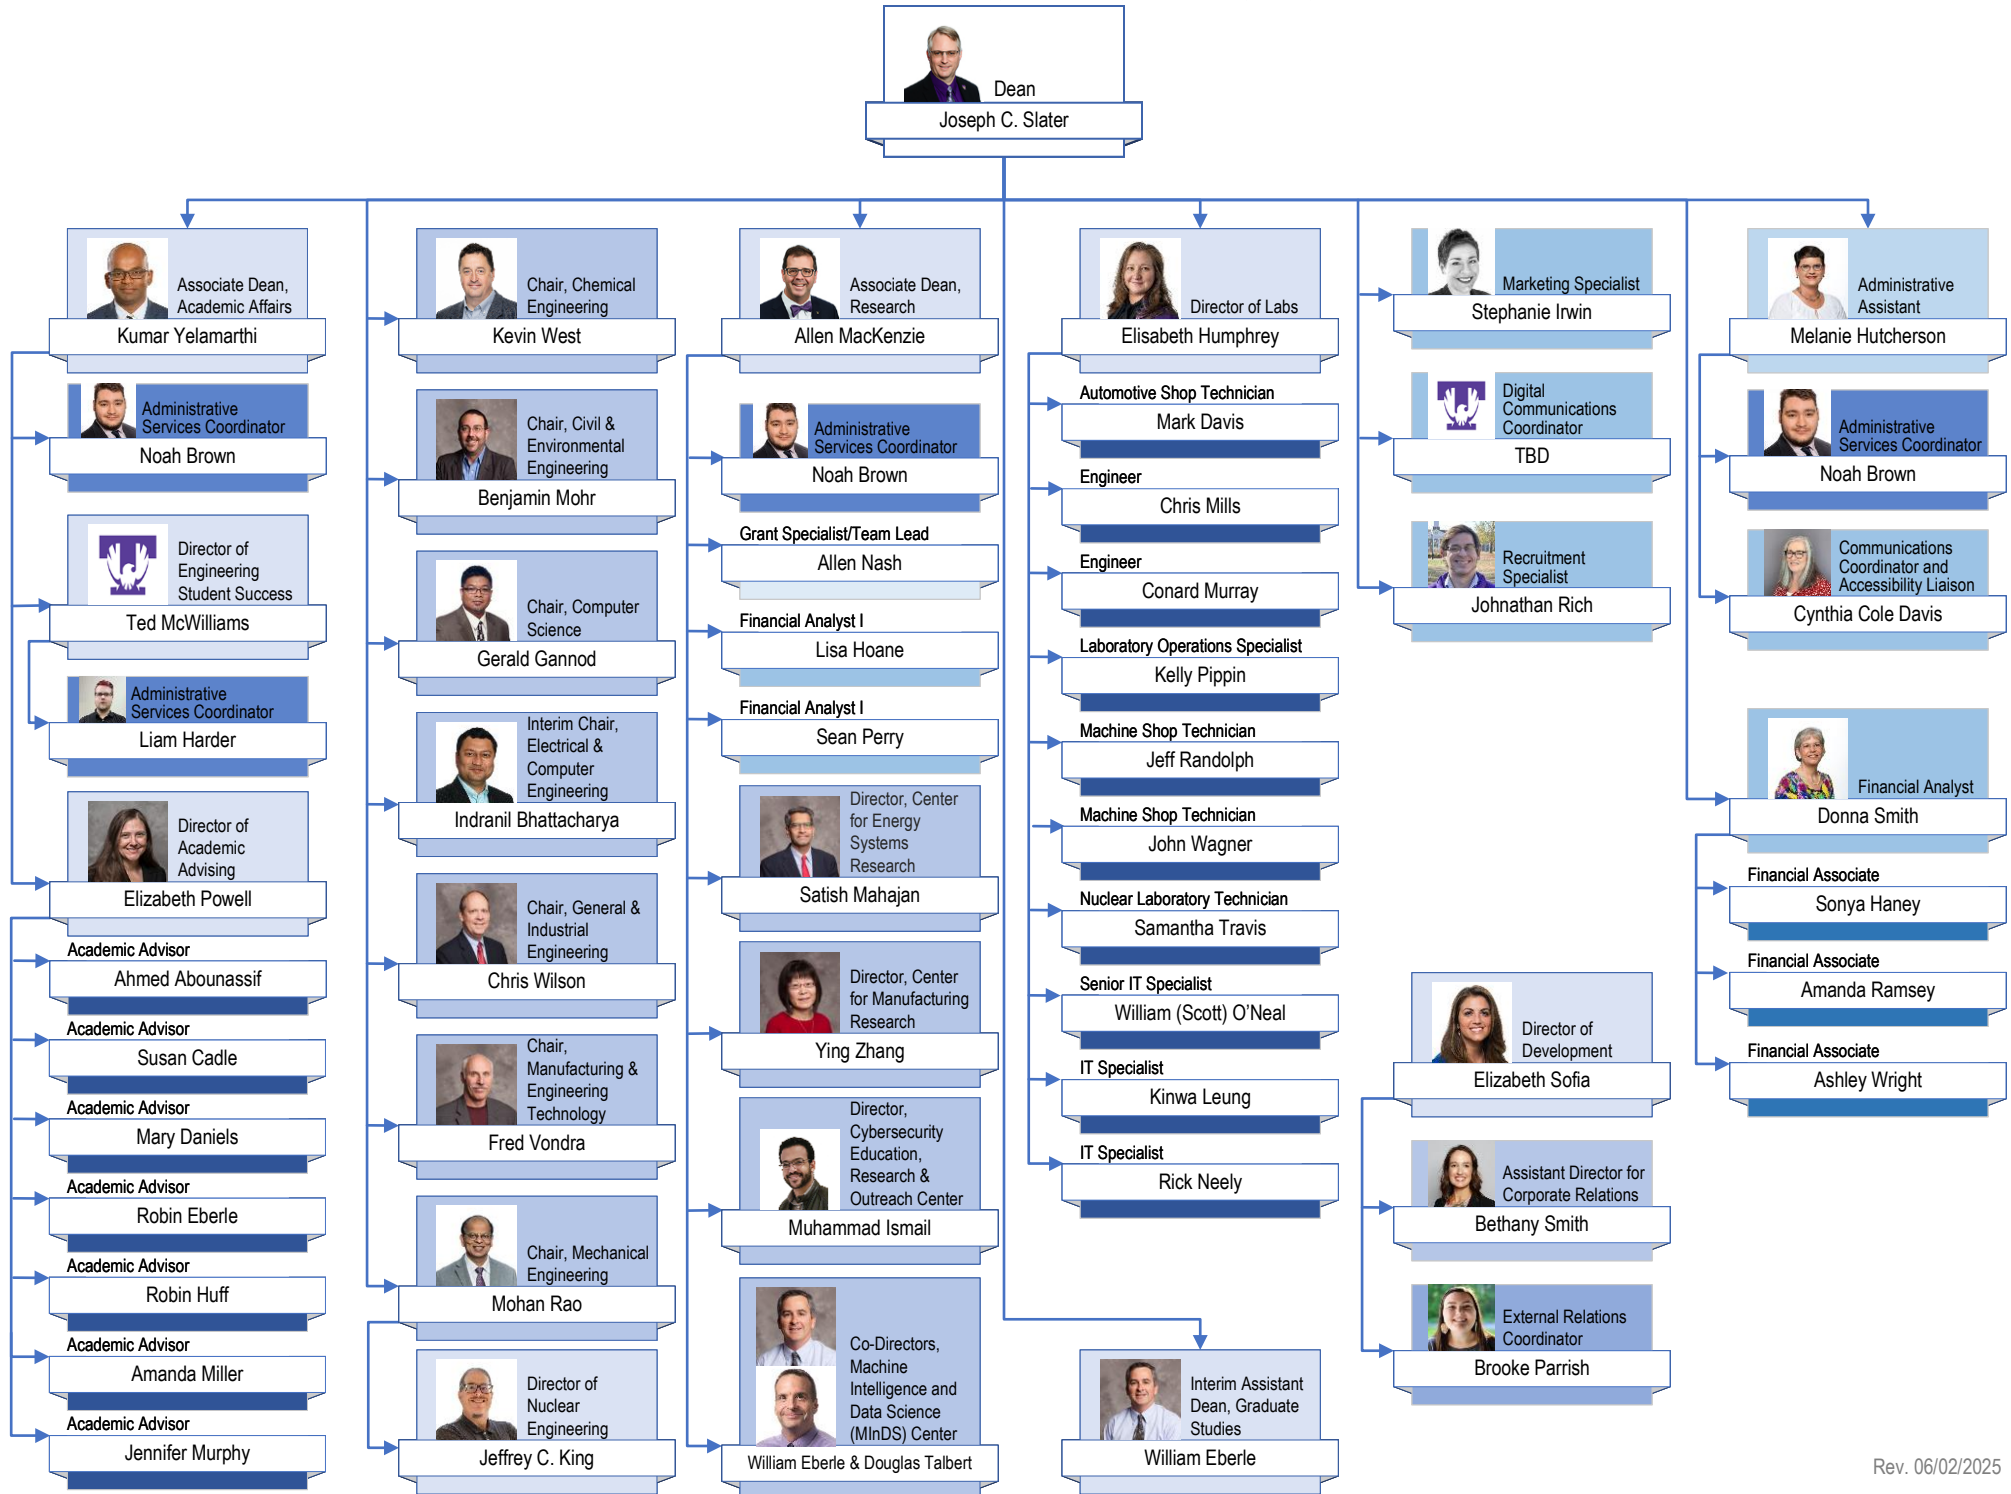 Dean
Joseph C. Slater
Associate Dean,
Academic Affairs
Kumar Yelamarthi
Administrative
Services Coordinator
Noah Brown
Director of
Engineering
Student Success
Ted McWilliams
Administrative
Services Coordinator
Liam Harder
Director of
Academic
Advising
Elizabeth Powell
Academic Advisor
Ahmed Abounassif
Academic Advisor
Susan Cadle
Academic Advisor
Mary Daniels
Academic Advisor
Robin Eberle
Academic Advisor
Robin Huff
Academic Advisor
Amanda Miller
Academic Advisor
Jennifer Murphy
Chair, Chemical
Engineering
Kevin West
Chair, Civil &
Environmental
Engineering
Benjamin Mohr
Chair, Computer
Science
Gerald Gannod
Interim Chair,
Electrical &
Computer
Engineering
Indranil Bhattacharya
Chair, General &
Industrial
Engineering
Chris Wilson
Chair,
Manufacturing &
Engineering
Technology
Fred Vondra
Chair, Mechanical
Engineering
Mohan Rao
Director of
Nuclear
Engineering
Jeffrey C. King
Associate Dean,
Research
Allen MacKenzie
Administrative
Services Coordinator
Noah Brown
Grant Specialist/Team Lead
Allen Nash
Financial Analyst I
Lisa Hoane
Financial Analyst I
Sean Perry
Director, Center
for Energy
Systems
Research
Satish Mahajan
Director, Center
for Manufacturing
Research
Ying Zhang
Director,
Cybersecurity
Education,
Research &
Outreach Center
Muhammad Ismail
Co-Directors,
Machine
Intelligence and
Data Science
(MInDS) Center
William Eberle & Douglas Talbert
Director of Labs
Elisabeth Humphrey
Automotive Shop Technician
Mark Davis
Engineer
Chris Mills
Engineer
Conard Murray
Laboratory Operations Specialist
Kelly Pippin
Machine Shop Technician
Jeff Randolph
Machine Shop Technician
John Wagner
Nuclear Laboratory Technician
Samantha Travis
Senior IT Specialist
William (Scott) O’Neal
IT Specialist
Kinwa Leung
IT Specialist
Rick Neely
Interim Assistant
Dean, Graduate
Studies
William Eberle
Marketing Specialist
Stephanie Irwin
Digital
Communications
Coordinator
TBD
Recruitment
Specialist
Johnathan Rich
Director of
Development
Elizabeth Sofia
Assistant Director for
Corporate Relations
Bethany Smith
External Relations
Coordinator
Brooke Parrish
Administrative
Assistant
Melanie Hutcherson
Administrative
Services Coordinator
Noah Brown
Communications
Coordinator and
Accessibility Liaison
Cynthia Cole Davis
Financial Analyst
Donna Smith
Financial Associate
Sonya Haney
Financial Associate
Amanda Ramsey
Financial Associate
Ashley Wright
Rev. 06/02/2025